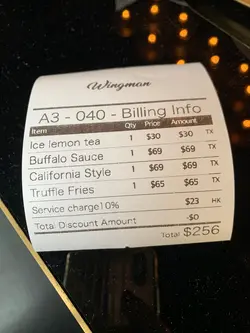 Wingman
A3 - 040 - Billing Info
Item Qty Price Amount
Ice lemon tea 1 $30 $30 TX
Buffalo Sauce 1 $69 $69 TX
California Style 1 $69 $69 TX
Truffle Fries 1 $65 $65 TX
Service charge10% $23 HK
Total Discount Amount -$0
Total $256